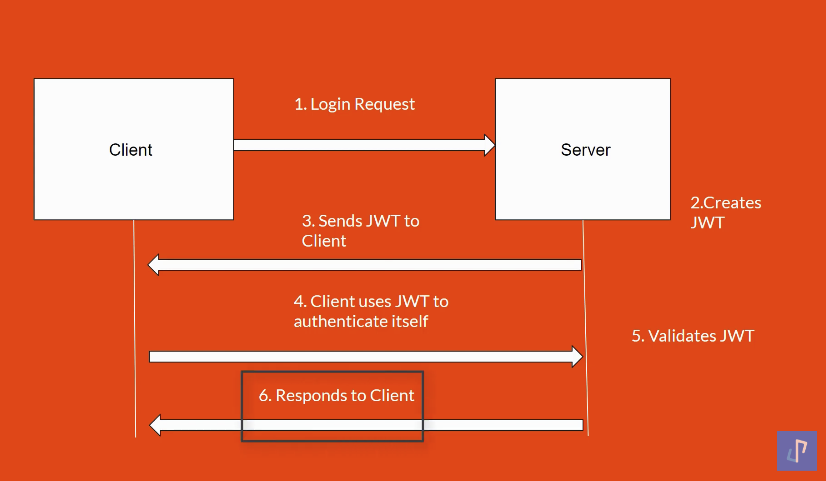 1. Login Request
Client
Server
2.Creates
JWT
3. Sends JWT to
Client
4. Client uses JWT to
authenticate itself
5. Validates JWT
6. Responds to Client